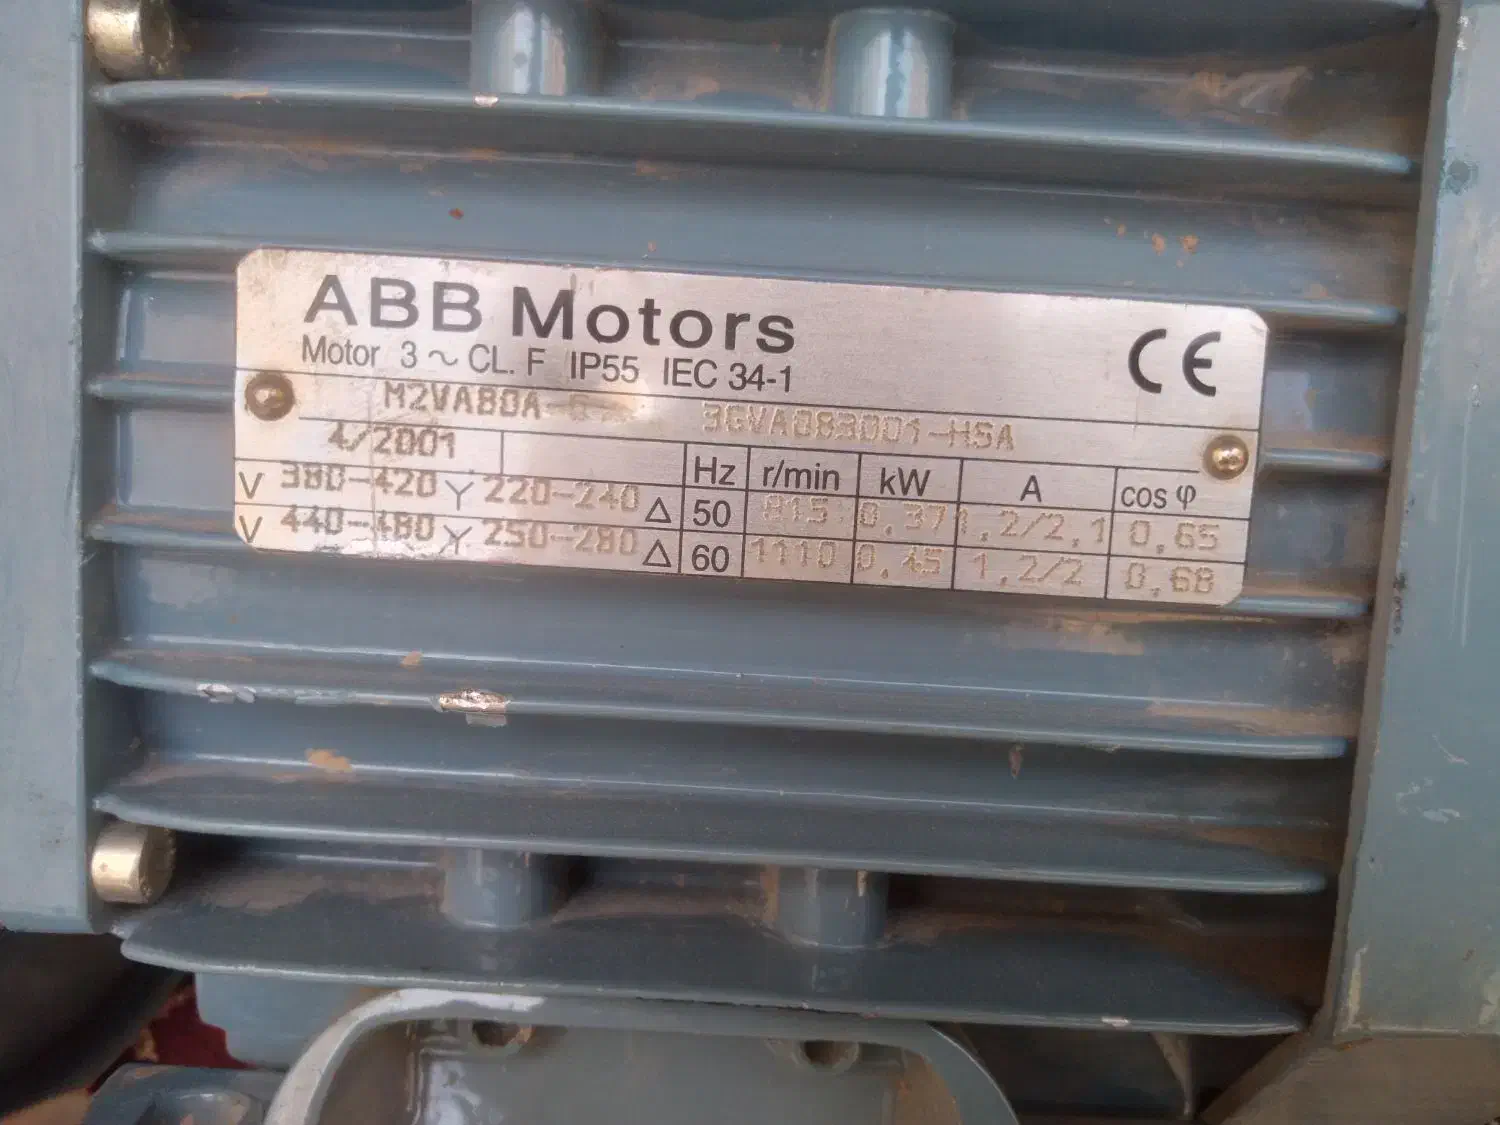 ABB Motors
CE
Motor 3 ~ CL. F IP55 IEC 34-1
M2VA80A 3GVA083001-HSA
4/2001 Hz r/min kW A cos φ
V 380-420 Y 220-240 Δ 50 915 0,37 1,2/2,1 0,65
V 440-480 Y 250-280 Δ 60 1110 0,45 1,2/2 0,68